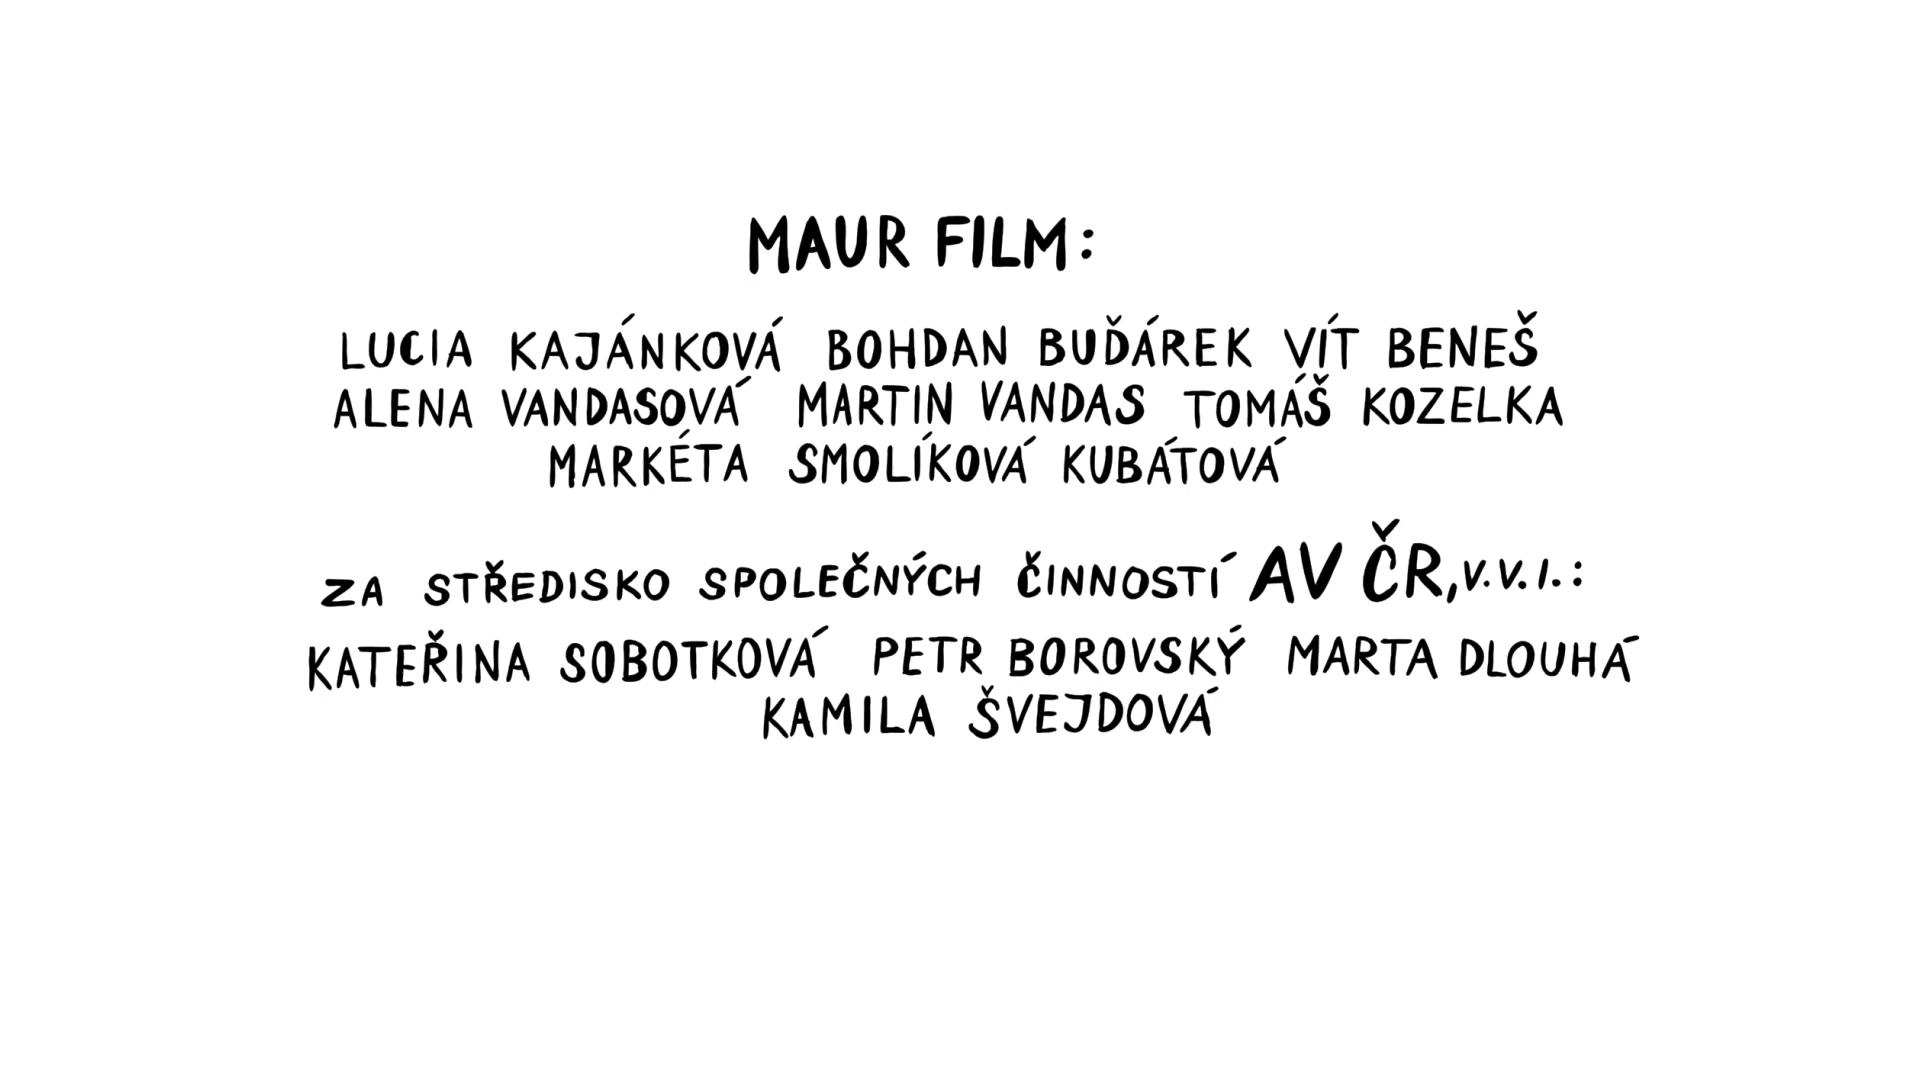 MAUR FILM:
LUCIA KAJÁNKOVÁ BOHDAN BUĎÁREK VÍT BENEŠ
ALENA VANDASOVÁ MARTIN VANDAS TOMÁŠ KOZELKA
MARKÉTA SMOLÍKOVÁ KUBÁTOVÁ
ZA STŘEDISKO SPOLEČNÝCH ČINNOSTÍ AV ČR, V. V. I. :
KATEŘINA SOBOTKOVÁ PETR BOROVSKÝ MARTA DLOUHÁ
KAMILA ŠVEJDOVÁ